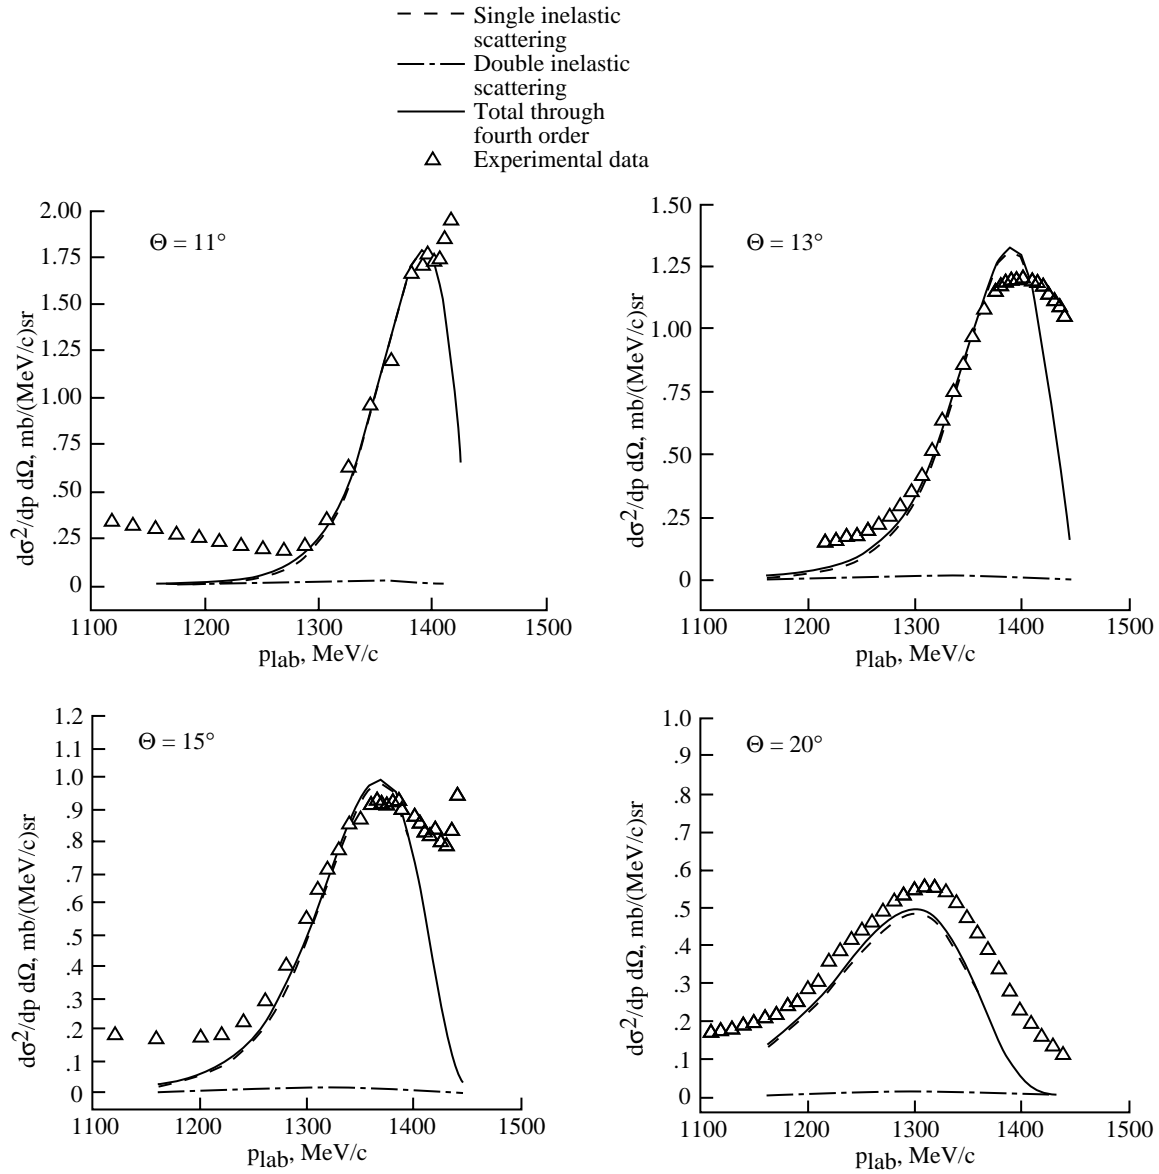 Single inelastic
scattering
Double inelastic
scattering
Total through
fourth order
Experimental data
2.00
1.75
1.50
1.25
1.00
.75
.50
.25
0
dσ²/dp dΩ, mb/(MeV/c)sr
Θ = 11°
1100 1200 1300 1400 1500
plab, MeV/c
1.50
1.25
1.00
.75
.50
.25
0
dσ²/dp dΩ, mb/(MeV/c)sr
Θ = 13°
1100 1200 1300 1400 1500
plab, MeV/c
1.2
1.1
1.0
.9
.8
.7
.6
.5
.4
.3
.2
.1
0
dσ²/dp dΩ, mb/(MeV/c)sr
Θ = 15°
1100 1200 1300 1400 1500
plab, MeV/c
1.0
.9
.8
.7
.6
.5
.4
.3
.2
.1
0
dσ²/dp dΩ, mb/(MeV/c)sr
Θ = 20°
1100 1200 1300 1400 1500
plab, MeV/c